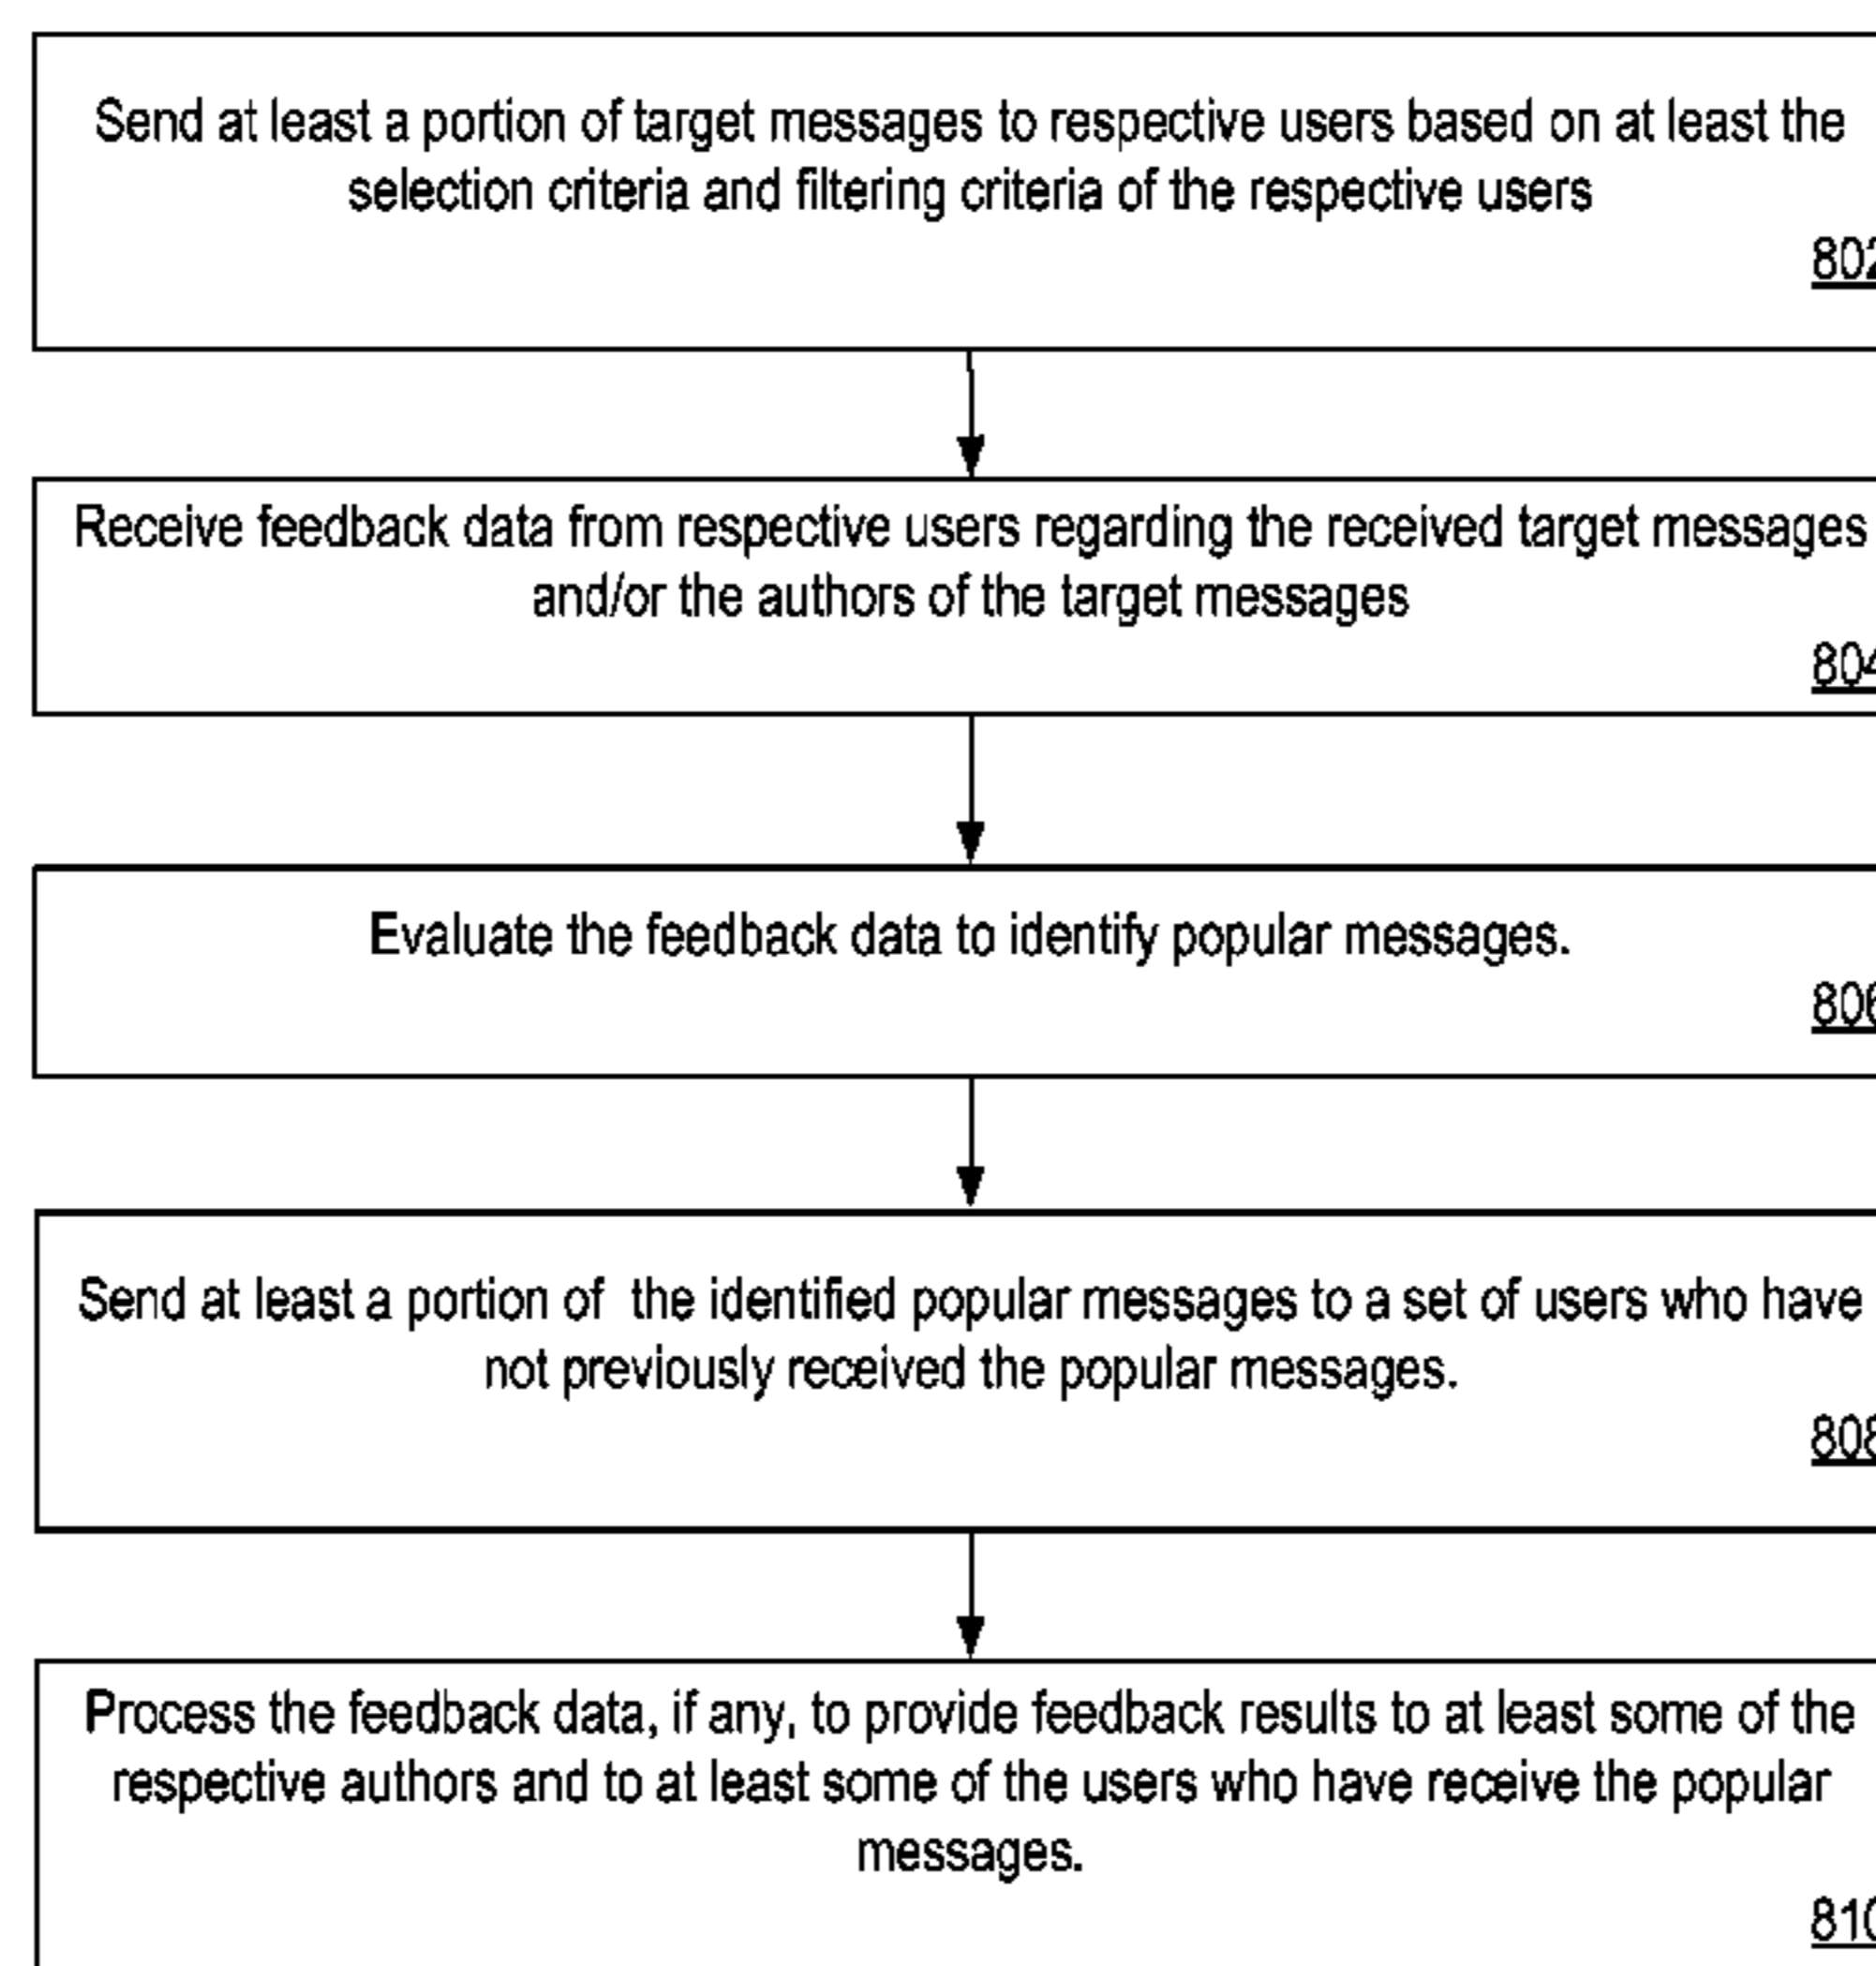 Send at least a portion of target messages to respective users based on at least the
selection criteria and filtering criteria of the respective users
802
Receive feedback data from respective users regarding the received target messages
and/or the authors of the target messages
804
Evaluate the feedback data to identify popular messages.
806
Send at least a portion of the identified popular messages to a set of users who have
not previously received the popular messages.
808
Process the feedback data, if any, to provide feedback results to at least some of the
respective authors and to at least some of the users who have receive the popular
messages.
810